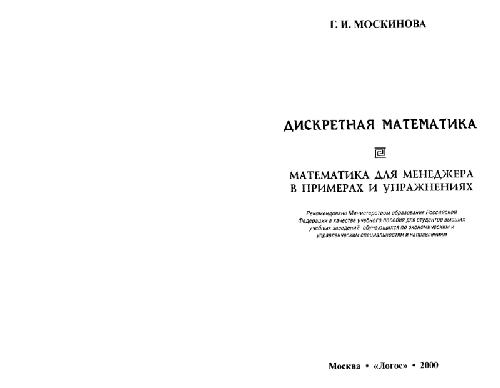 Г. И. МОСКИНОВА
ДИСКРЕТНАЯ МАТЕМАТИКА
МАТЕМАТИКА ДЛЯ МЕНЕДЖЕРА
В ПРИМЕРАХ И УПРАЖНЕНИЯХ
Рекомендовано Министерством образования Российской
Федерации в качестве учебного пособия для студентов высших
учебных заведений, обучающихся по экономическим и
управленческим специальностям и направлениям
Москва • «Логос» • 2000